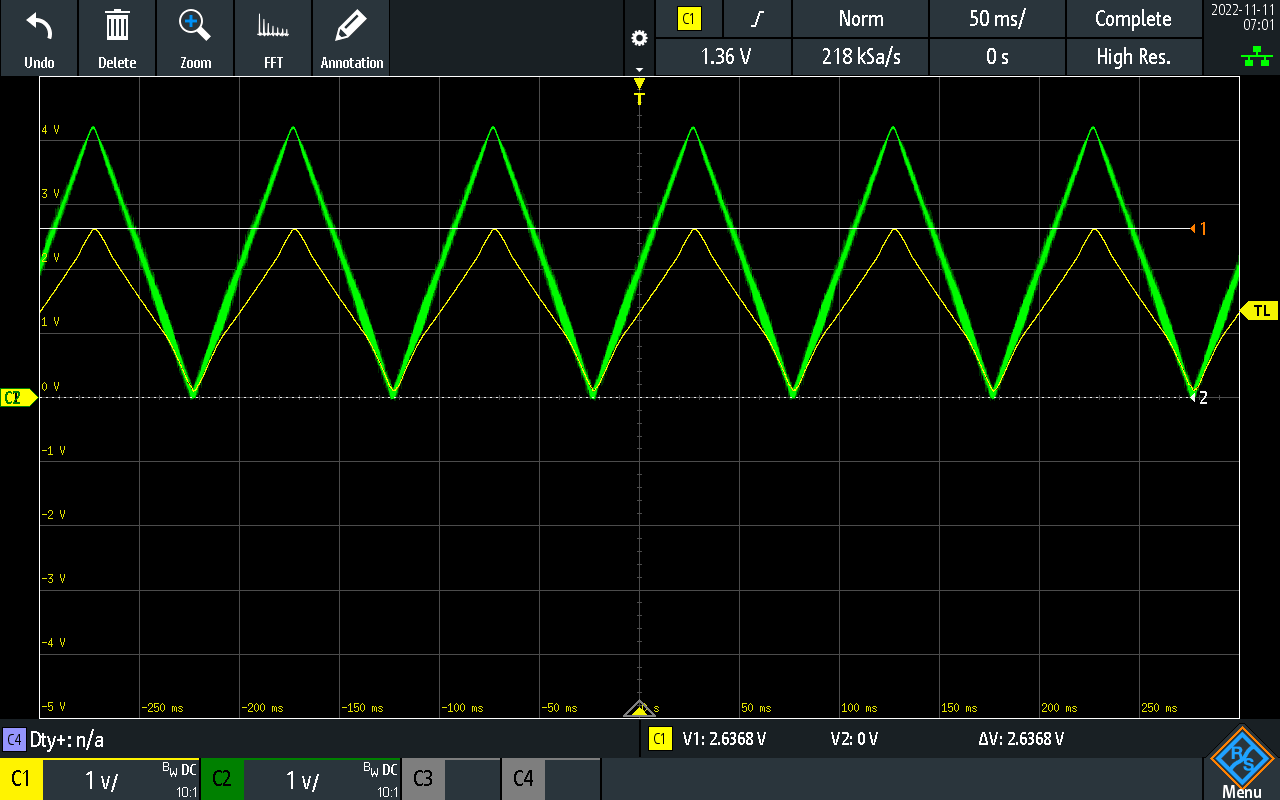 Undo
Delete
Zoom
FFT
Annotation
C1
Norm
50 ms/
Complete
2022-11-11
07:01
1.36 V
218 kSa/s
0 s
High Res.
T
4 V
3 V
1
2 V
1 V
TL
0 V
2
-1 V
-2 V
-3 V
-4 V
-5 V
-250 ms
-200 ms
-150 ms
-100 ms
-50 ms
s
50 ms
100 ms
150 ms
200 ms
250 ms
C4
Dty+: n/a
C1
V1: 2.6368 V
V2: 0 V
ΔV: 2.6368 V
C1
1 V/
BW DC
10:1
C2
1 V/
BW DC
10:1
C3
C4
R/S
Menu